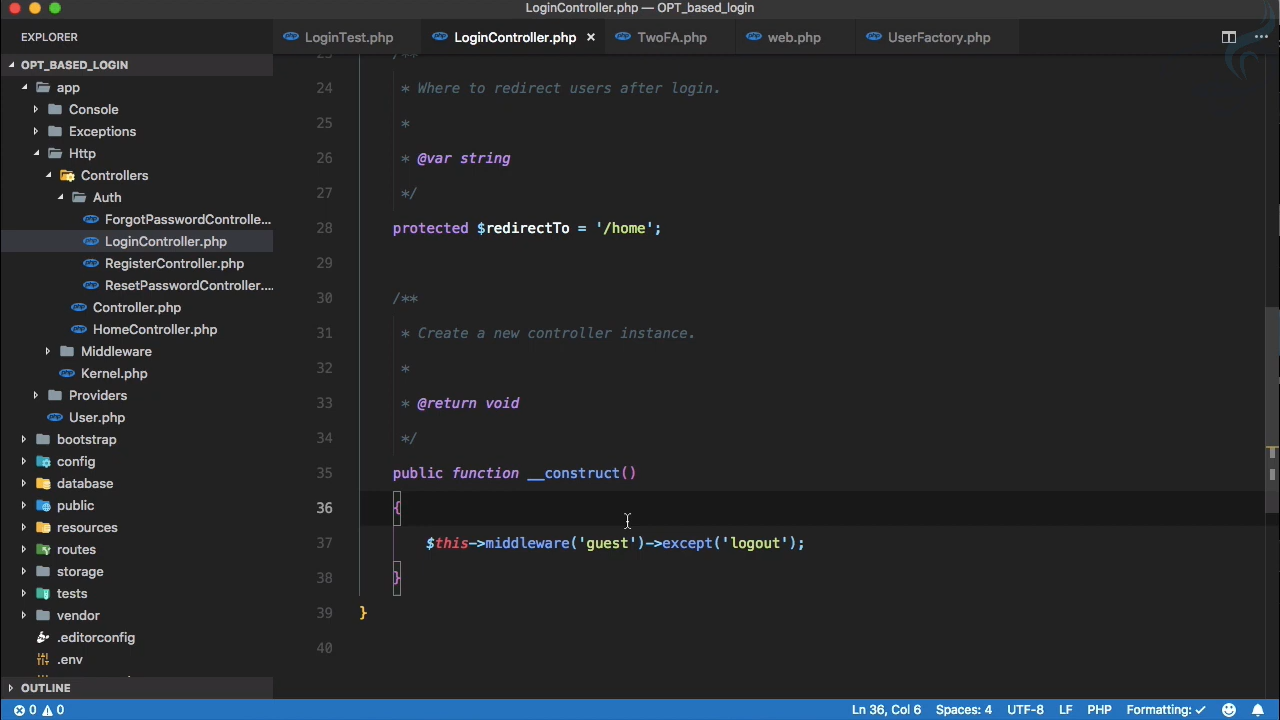 LoginController.php — OPT_based_login
EXPLORER
OPT_BASED_LOGIN
app
Console
Exceptions
Http
Controllers
Auth
ForgotPasswordControlle...
LoginController.php
RegisterController.php
ResetPasswordController....
Controller.php
HomeController.php
Middleware
Kernel.php
Providers
User.php
bootstrap
config
database
public
resources
routes
storage
tests
vendor
.editorconfig
.env
OUTLINE
LoginTest.php LoginController.php × TwoFA.php web.php UserFactory.php
23 /**
24 * Where to redirect users after login.
25 *
26 * @var string
27 */
28 protected $redirectTo = '/home';
29
30 /**
31 * Create a new controller instance.
32 *
33 * @return void
34 */
35 public function __construct()
36 {
37 $this->middleware('guest')->except('logout');
38 }
39 }
40
0 0 Ln 36, Col 6 Spaces: 4 UTF-8 LF PHP Formatting: ✓